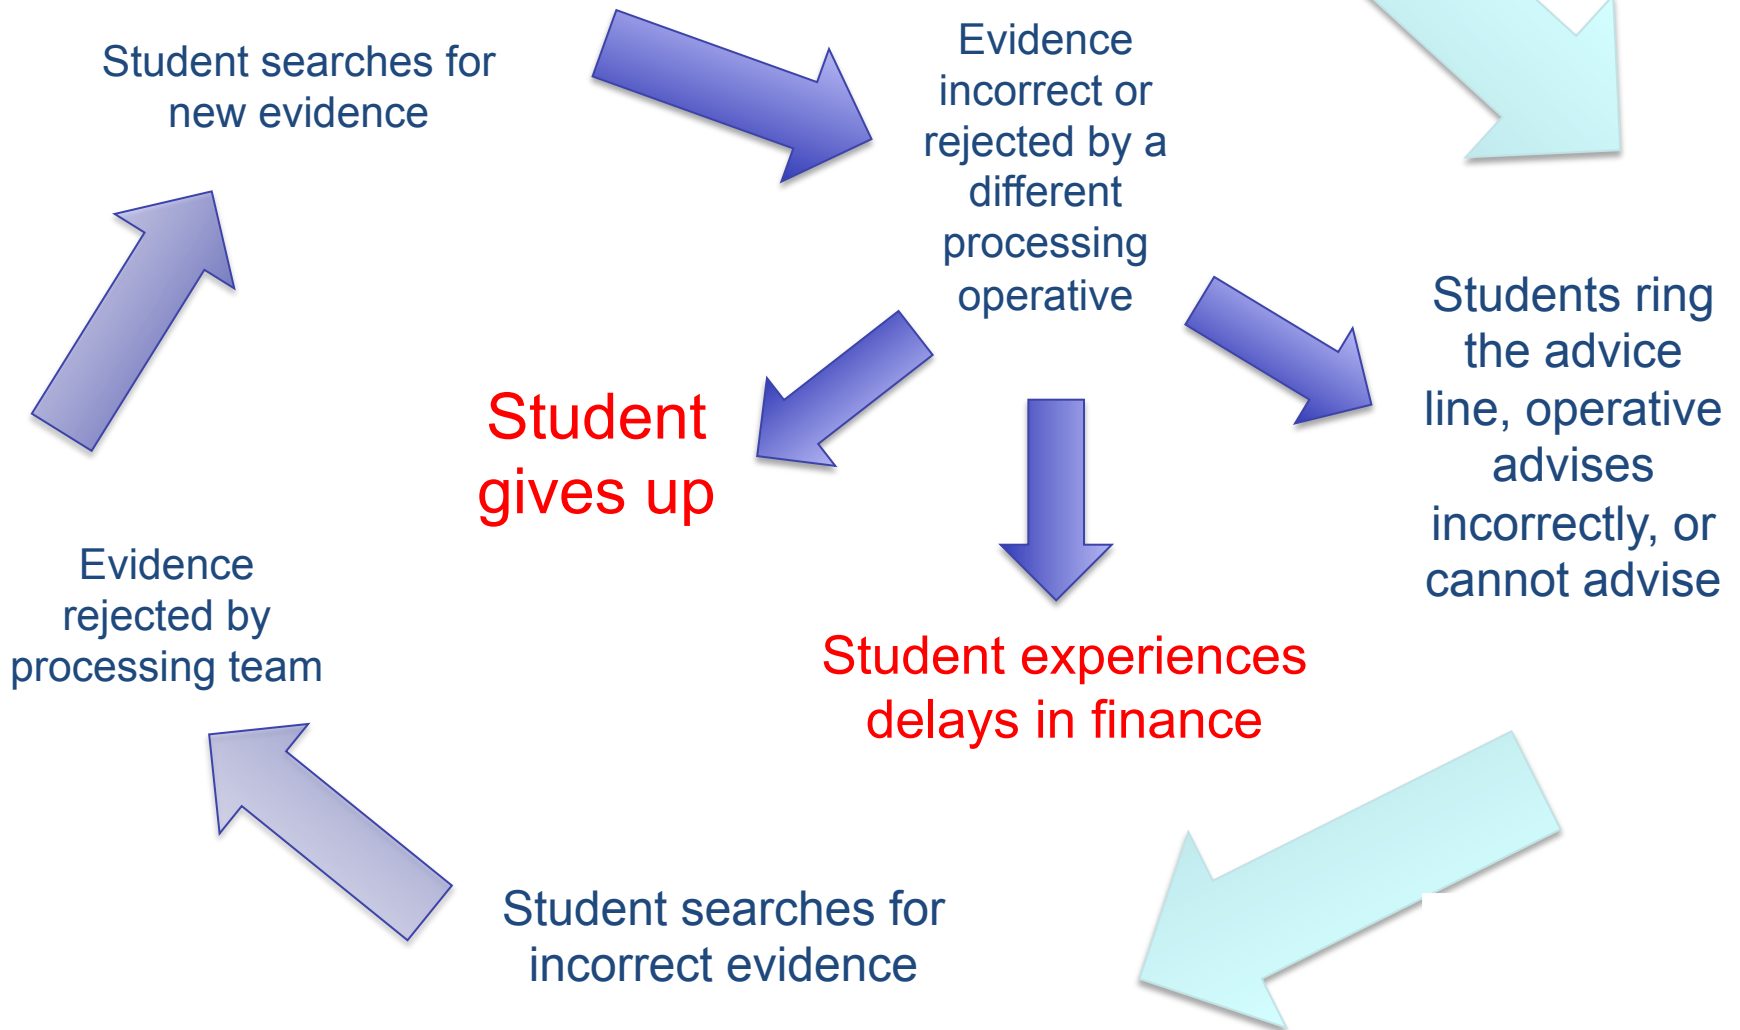 Student searches for
new evidence
Evidence
incorrect or
rejected by a
different
processing
operative
Students ring
the advice
line, operative
advises
incorrectly, or
cannot advise
Student
gives up
Evidence
rejected by
processing team
Student experiences
delays in finance
Student searches for
incorrect evidence